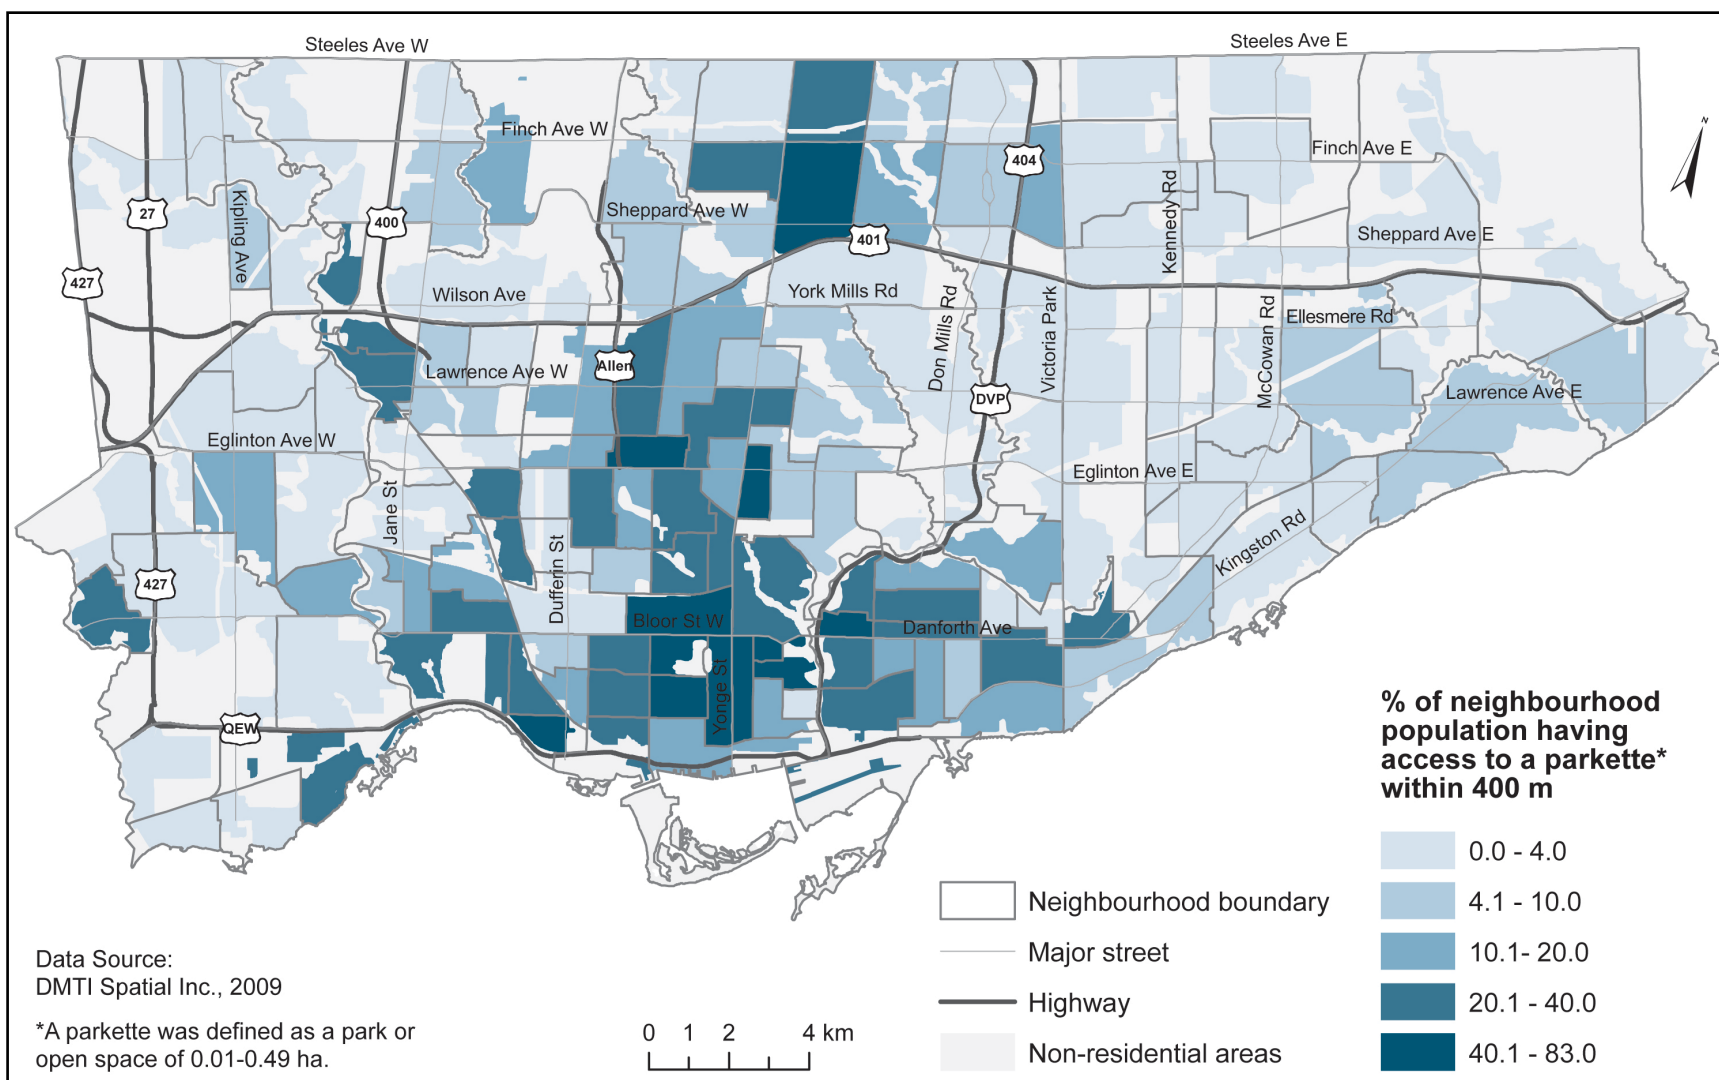 Steeles Ave W
Steeles Ave E
Finch Ave W
Finch Ave E
404
N
27
Kipling Ave
400
Sheppard Ave W
Kennedy Rd
401
Sheppard Ave E
427
Wilson Ave
York Mills Rd
Don Mills Rd
Victoria Park
McCowan Rd
Ellesmere Rd
Allen
Lawrence Ave W
DVP
Lawrence Ave E
Eglinton Ave W
Eglinton Ave E
Jane St
Dufferin St
Kingston Rd
427
Bloor St W
Danforth Ave
Yonge St
QEW
% of neighbourhood
population having
access to a parkette*
within 400 m
0.0 - 4.0
4.1 - 10.0
10.1- 20.0
20.1 - 40.0
40.1 - 83.0
Neighbourhood boundary
Major street
Highway
Non-residential areas
Data Source:
DMTI Spatial Inc., 2009
*A parkette was defined as a park or
open space of 0.01-0.49 ha.
0 1 2 4 km